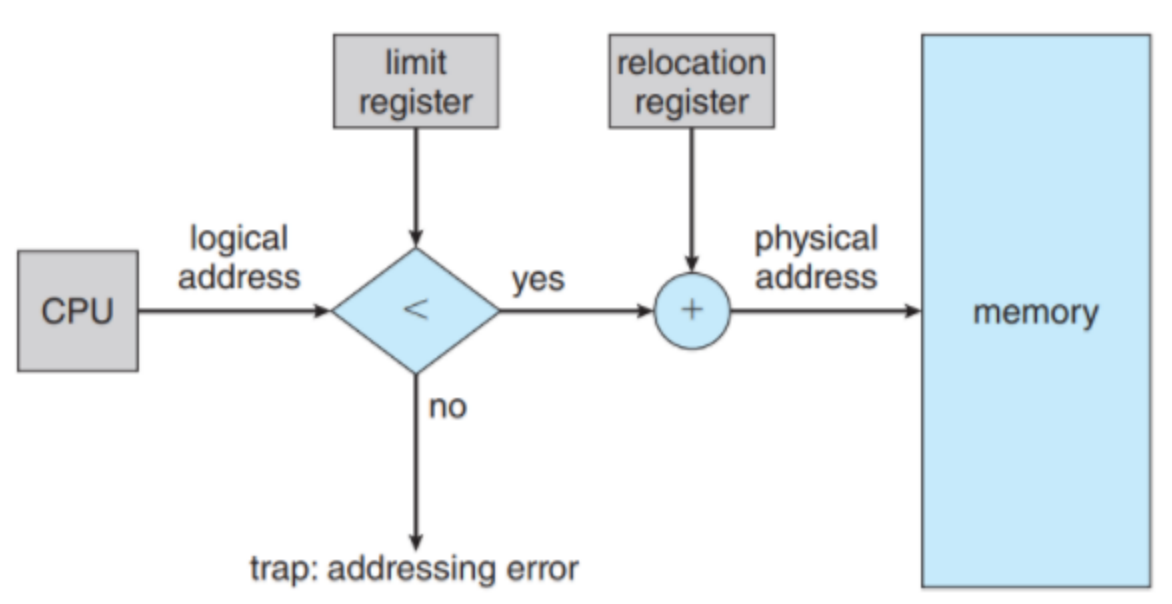 limit
register
relocation
register
logical
address
yes
physical
address
CPU
<
+
memory
no
trap: addressing error